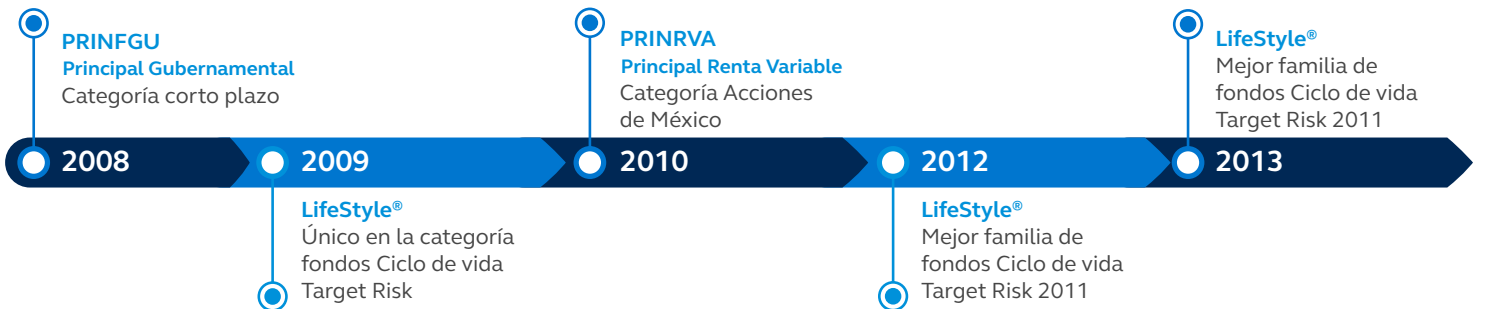 PRINFGU
Principal Gubernamental
Categoría corto plazo
PRINRVA
Principal Renta Variable
Categoría Acciones
de México
LifeStyle®
Mejor familia de
fondos Ciclo de vida
Target Risk 2011
2008
2009
2010
2012
2013
LifeStyle®
Único en la categoría
fondos Ciclo de vida
Target Risk
LifeStyle®
Mejor familia de
fondos Ciclo de vida
Target Risk 2011